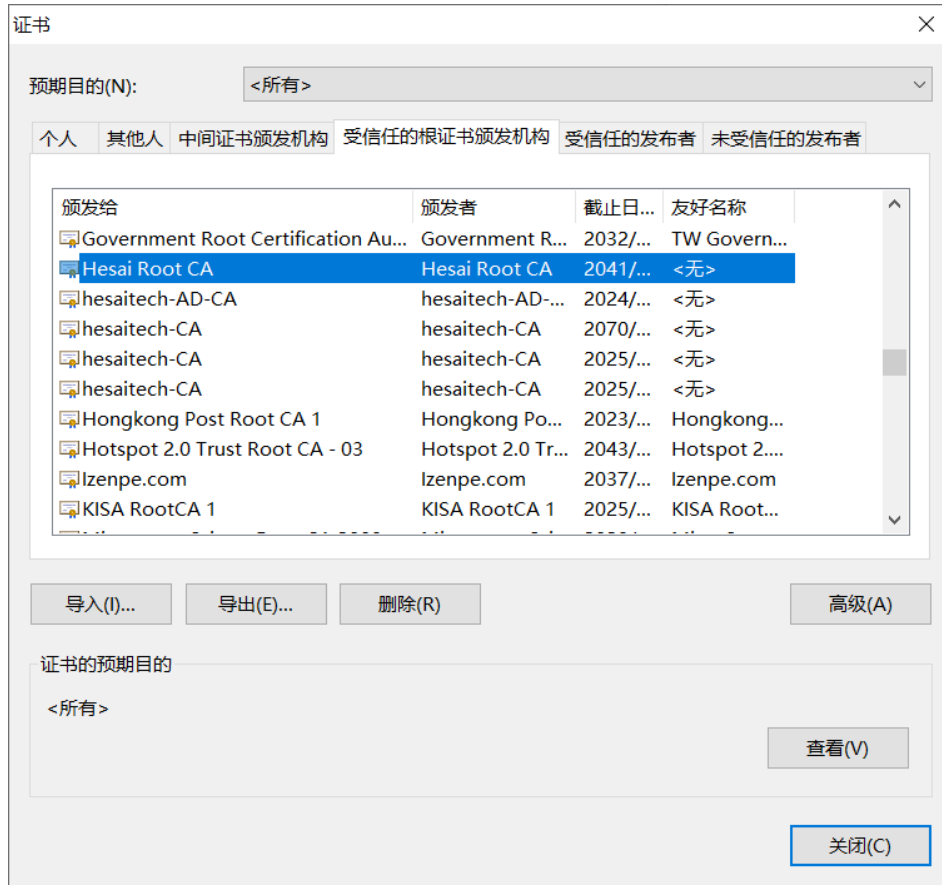 证书
预期目的(N): <所有>
个人 其他人 中间证书颁发机构 受信任的根证书颁发机构 受信任的发布者 未受信任的发布者
颁发给 颁发者 截止日... 友好名称
Government Root Certification Au... Government R... 2032/... TW Govern...
Hesai Root CA Hesai Root CA 2041/... <无>
hesaitech-AD-CA hesaitech-AD-... 2024/... <无>
hesaitech-CA hesaitech-CA 2070/... <无>
hesaitech-CA hesaitech-CA 2025/... <无>
hesaitech-CA hesaitech-CA 2025/... <无>
Hongkong Post Root CA 1 Hongkong Po... 2023/... Hongkong...
Hotspot 2.0 Trust Root CA - 03 Hotspot 2.0 Tr... 2043/... Hotspot 2....
Izenpe.com Izenpe.com 2037/... Izenpe.com
KISA RootCA 1 KISA RootCA 1 2025/... KISA Root...
导入(I)... 导出(E)... 删除(R) 高级(A)
证书的预期目的
<所有>
查看(V)
关闭(C)